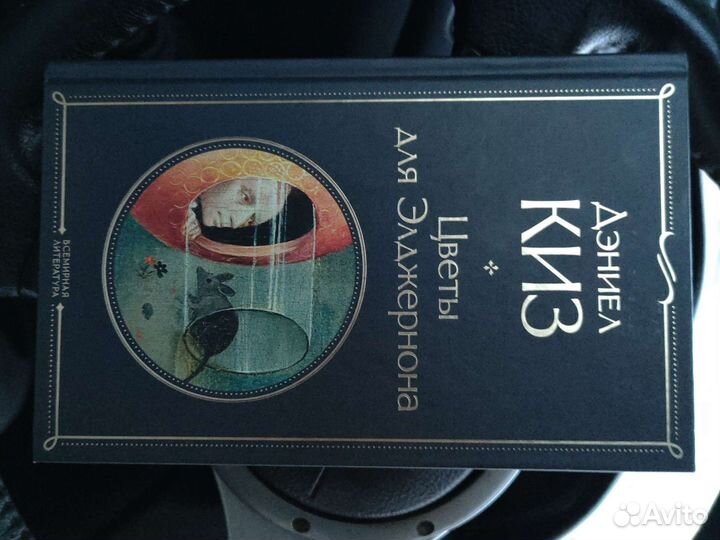 ДЭНИЕЛ
КИЗ
Цветы
для Элджернона
ВСЕМИРНАЯ
ЛИТЕРАТУРА
Avito